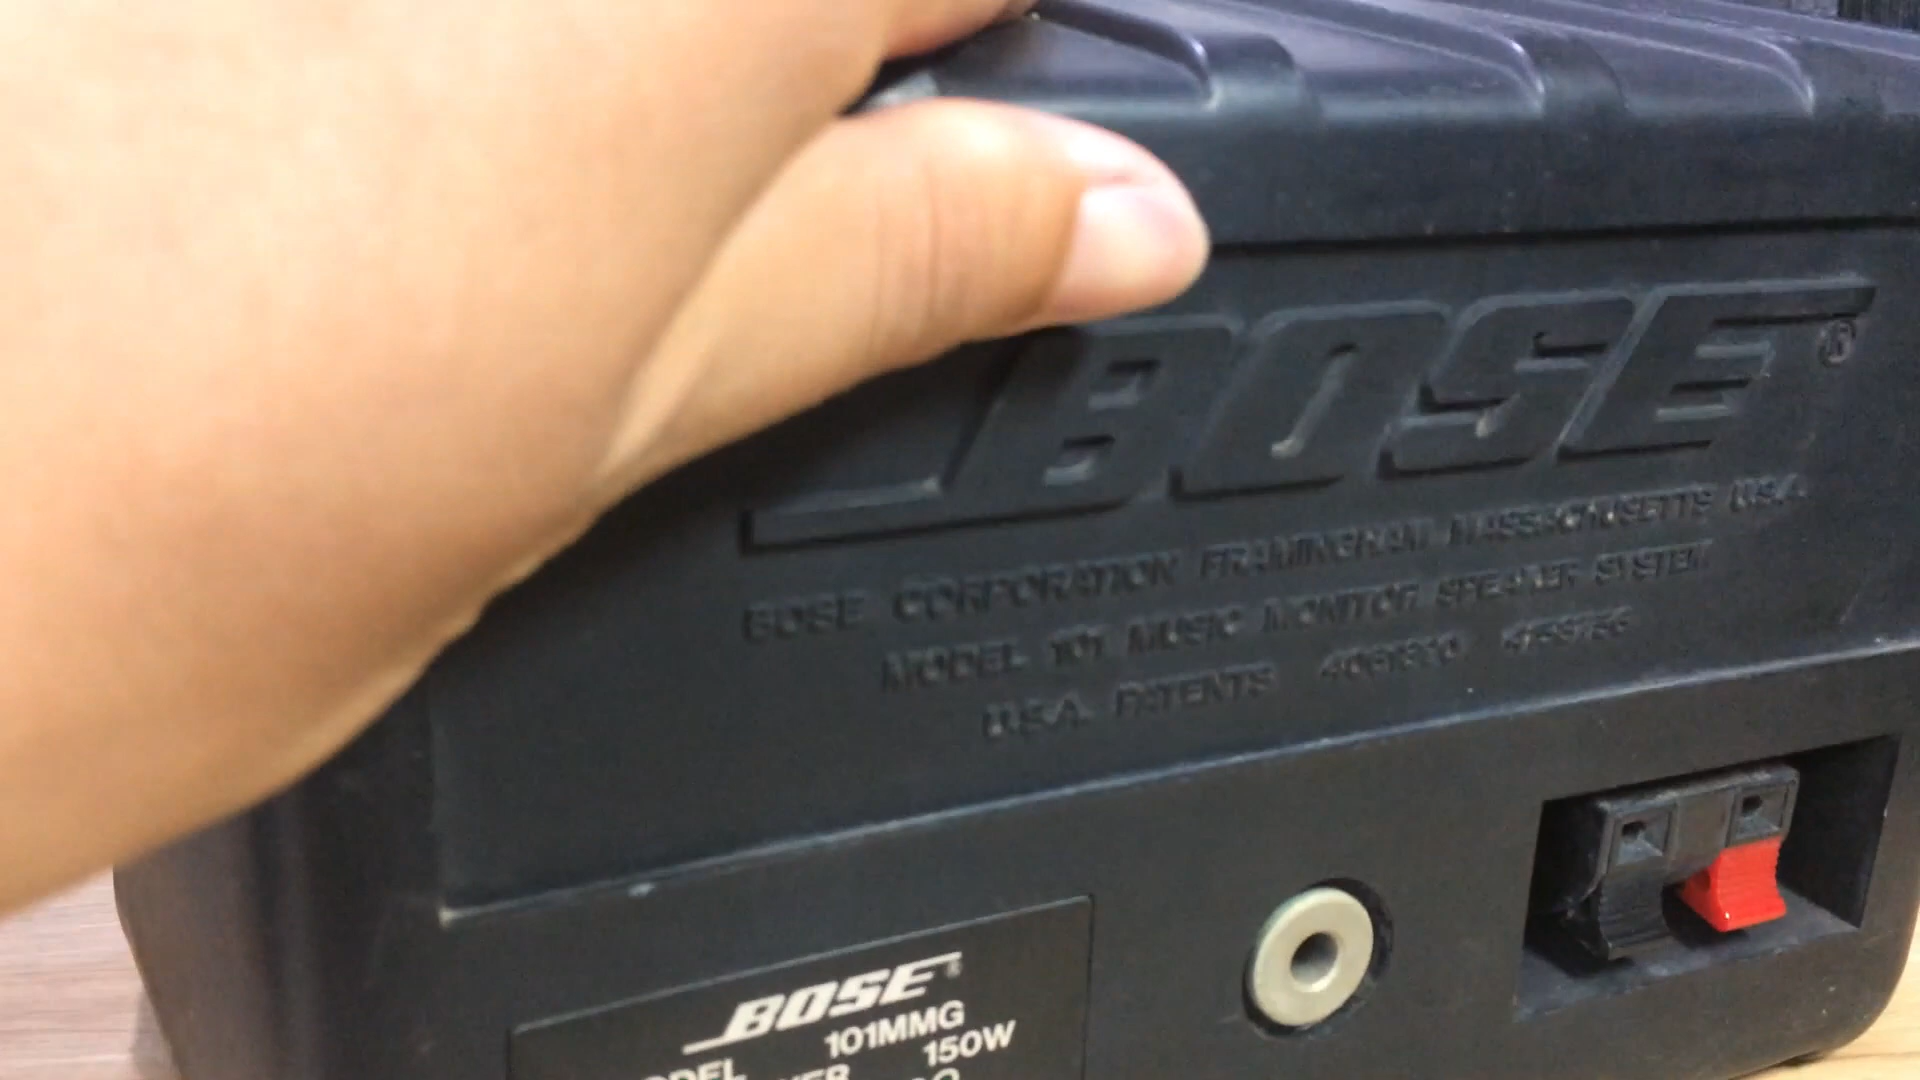 BOSE®
BOSE CORPORATION FRAMINGHAM MASSACHUSETTS U.S.A.
MODEL 101 MUSIC MONITOR SPEAKER SYSTEM
U.S.A. PATENTS
BOSE®
101MMG
150W